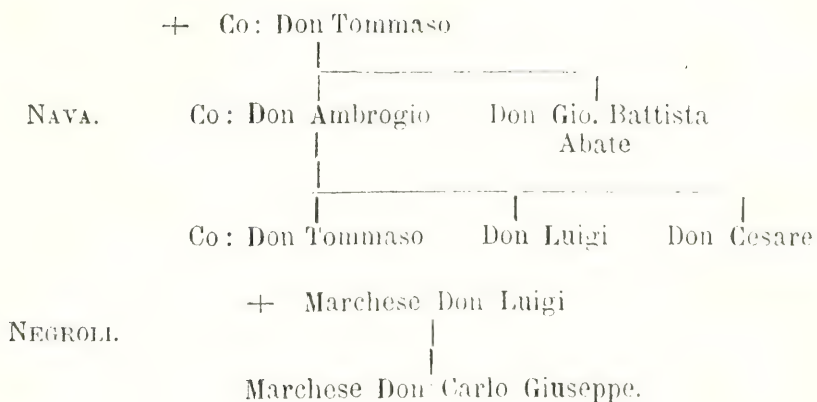 + Co: Don Tommaso
NAVA. Co: Don Ambrogio Don Gio. Battista
Abate
Co: Don Tommaso Don Luigi Don Cesare
+ Marchese Don Luigi
NEGROLI.
Marchese Don Carlo Giuseppe.